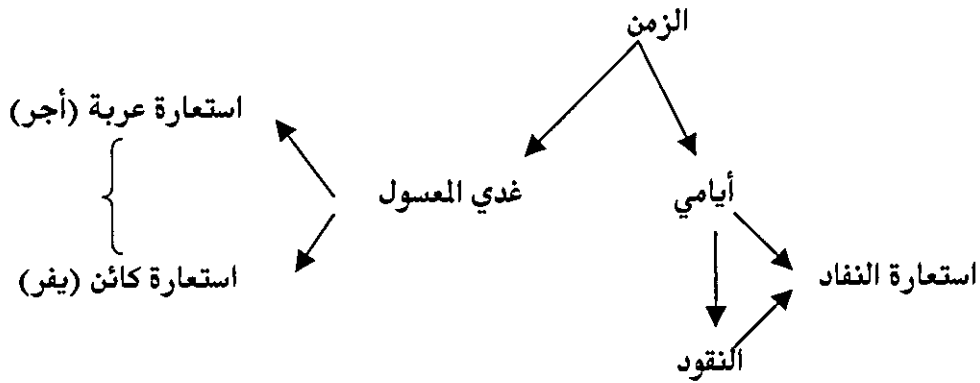 الزمن
استعارة عربة (أجر)
أيامي
غدي المعسول
استعارة كائن (يفر)
استعارة النفاد
النقود